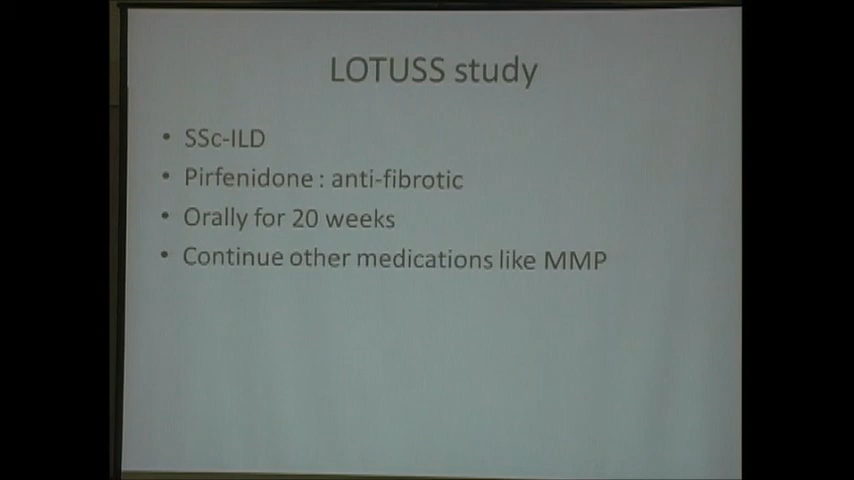 LOTUSS study
• SSc-ILD
• Pirfenidone : anti-fibrotic
• Orally for 20 weeks
• Continue other medications like MMP